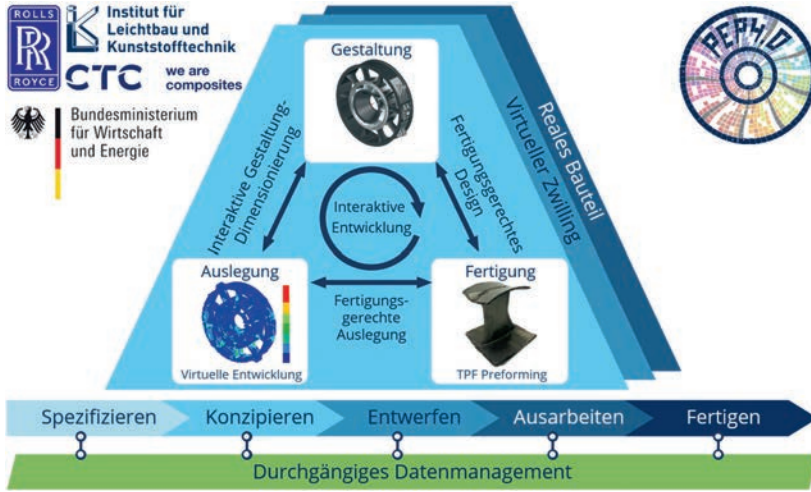 ROLLS
RR
ROYCE
Institut für
Leichtbau und
Kunststofftechnik
CTC
we are
composites
Bundesministerium
für Wirtschaft
und Energie
PEP4D
Gestaltung
Interaktive Gestaltung-
Dimensionierung
Fertigungsgerechtes
Design
Virtueller Zwilling
Reales Bauteil
Interaktive
Entwicklung
Auslegung
Virtuelle Entwicklung
Fertigungs-
gerechte
Auslegung
Fertigung
TPF Preforming
Spezifizieren
Konzipieren
Entwerfen
Ausarbeiten
Fertigen
Durchgängiges Datenmanagement